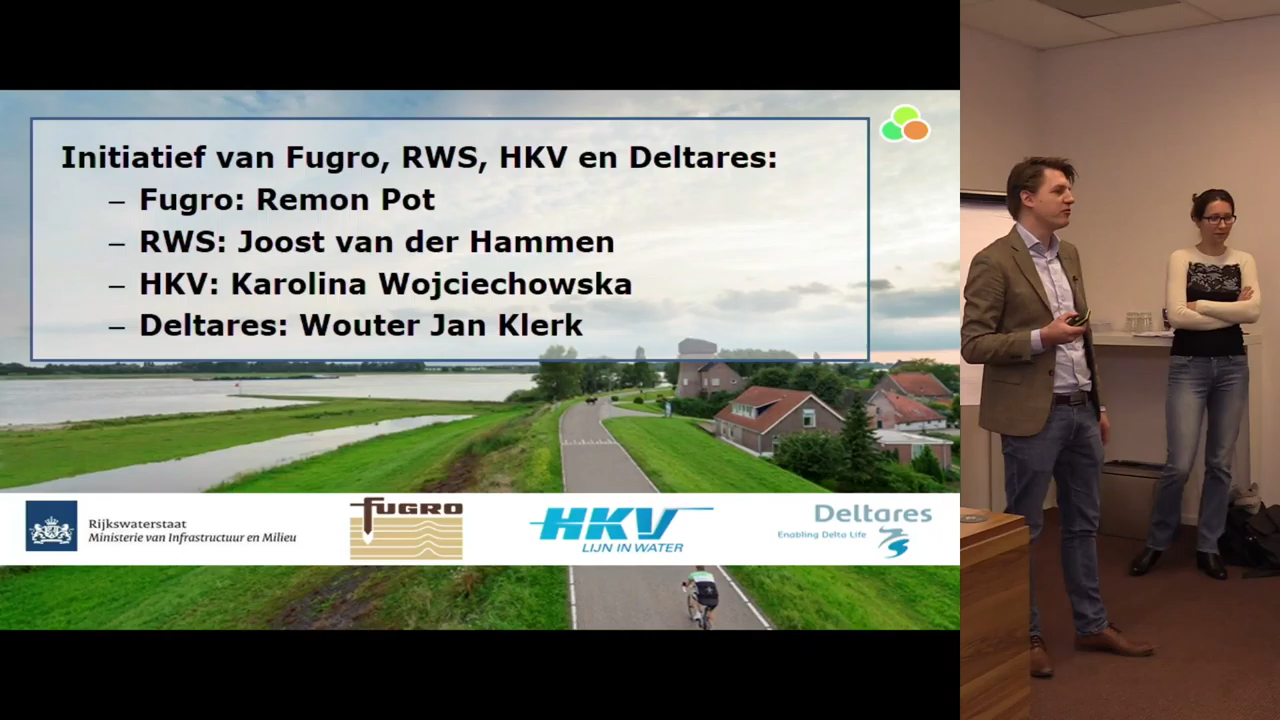 Initiatief van Fugro, RWS, HKV en Deltares:
– Fugro: Remon Pot
– RWS: Joost van der Hammen
– HKV: Karolina Wojciechowska
– Deltares: Wouter Jan Klerk
Rijkswaterstaat
Ministerie van Infrastructuur en Milieu
FUGRO
HKV
LIJN IN WATER
Deltares
Enabling Delta Life